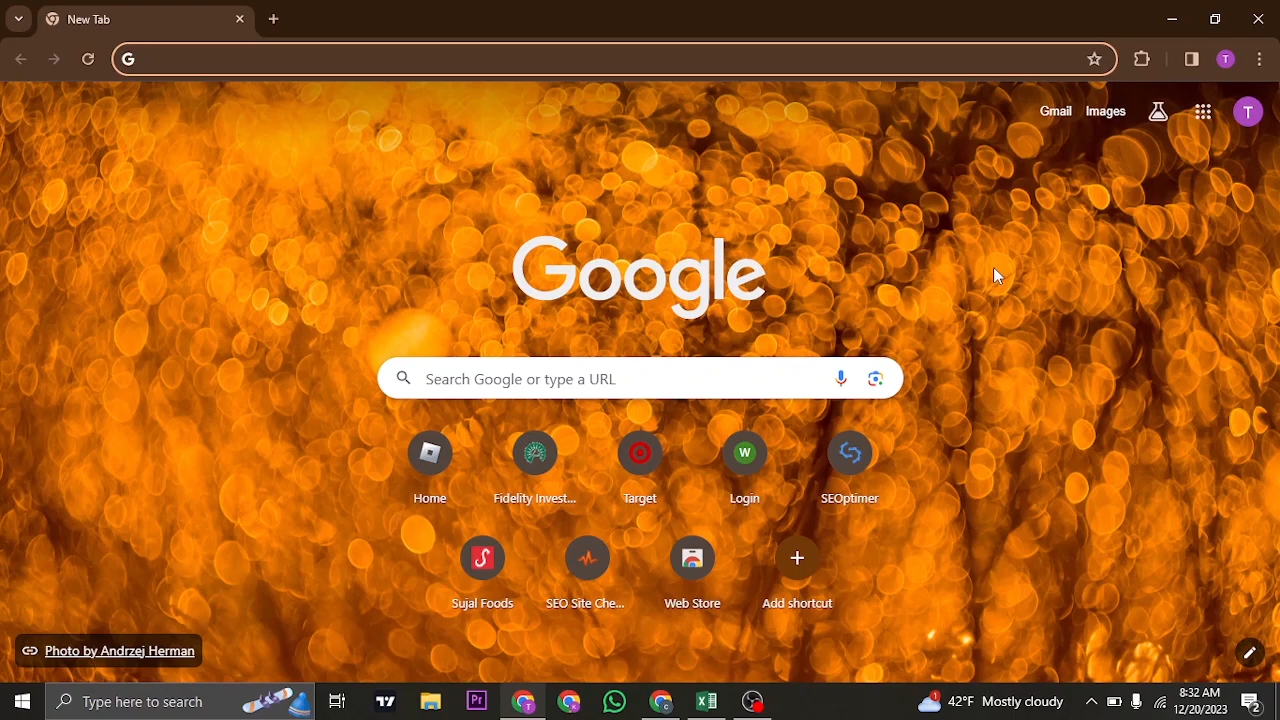 New Tab
Gmail Images T
Google
Search Google or type a URL
Home Fidelity Invest... Target Login SEOptimer
Sujal Foods SEO Site Che... Web Store Add shortcut
Photo by Andrzej Herman
Type here to search
42°F Mostly cloudy
8:32 AM
12/20/2023